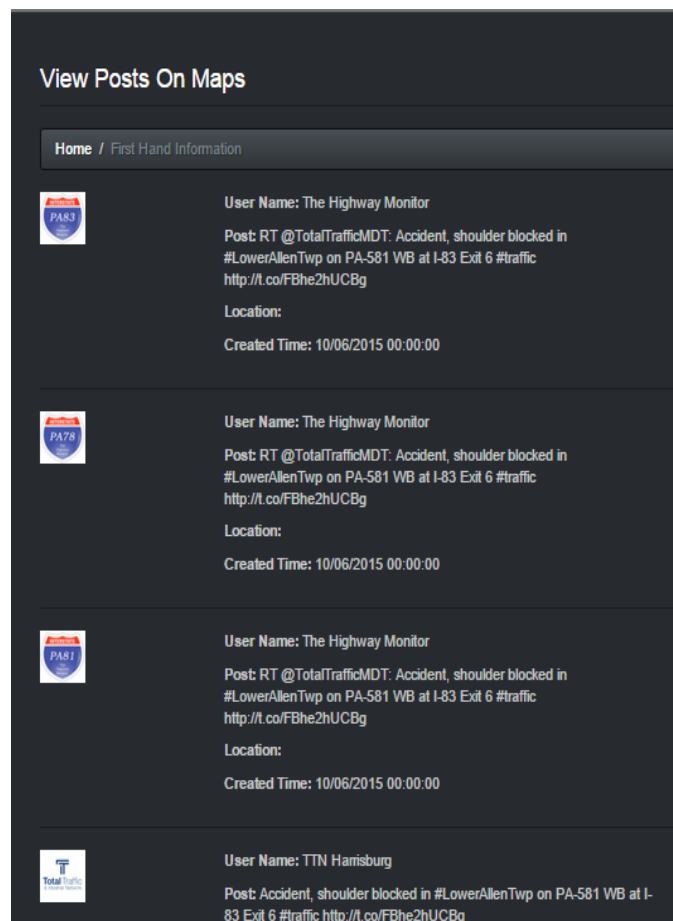 View Posts On Maps
Home / First Hand Information
INTERSTATE
PA83
User Name: The Highway Monitor
Post: RT @TotalTrafficMDT: Accident, shoulder blocked in
#LowerAllenTwp on PA-581 WB at I-83 Exit 6 #traffic
http://t.co/FBhe2hUCBg
Location:
Created Time: 10/06/2015 00:00:00
INTERSTATE
PA78
User Name: The Highway Monitor
Post: RT @TotalTrafficMDT: Accident, shoulder blocked in
#LowerAllenTwp on PA-581 WB at I-83 Exit 6 #traffic
http://t.co/FBhe2hUCBg
Location:
Created Time: 10/06/2015 00:00:00
INTERSTATE
PA81
User Name: The Highway Monitor
Post: RT @TotalTrafficMDT: Accident, shoulder blocked in
#LowerAllenTwp on PA-581 WB at I-83 Exit 6 #traffic
http://t.co/FBhe2hUCBg
Location:
Created Time: 10/06/2015 00:00:00
Total Traffic
User Name: TTN Harrisburg
Post: Accident, shoulder blocked in #LowerAllenTwp on PA-581 WB at I-
83 Exit 6 #traffic http://t.co/FBhe2hUCBg